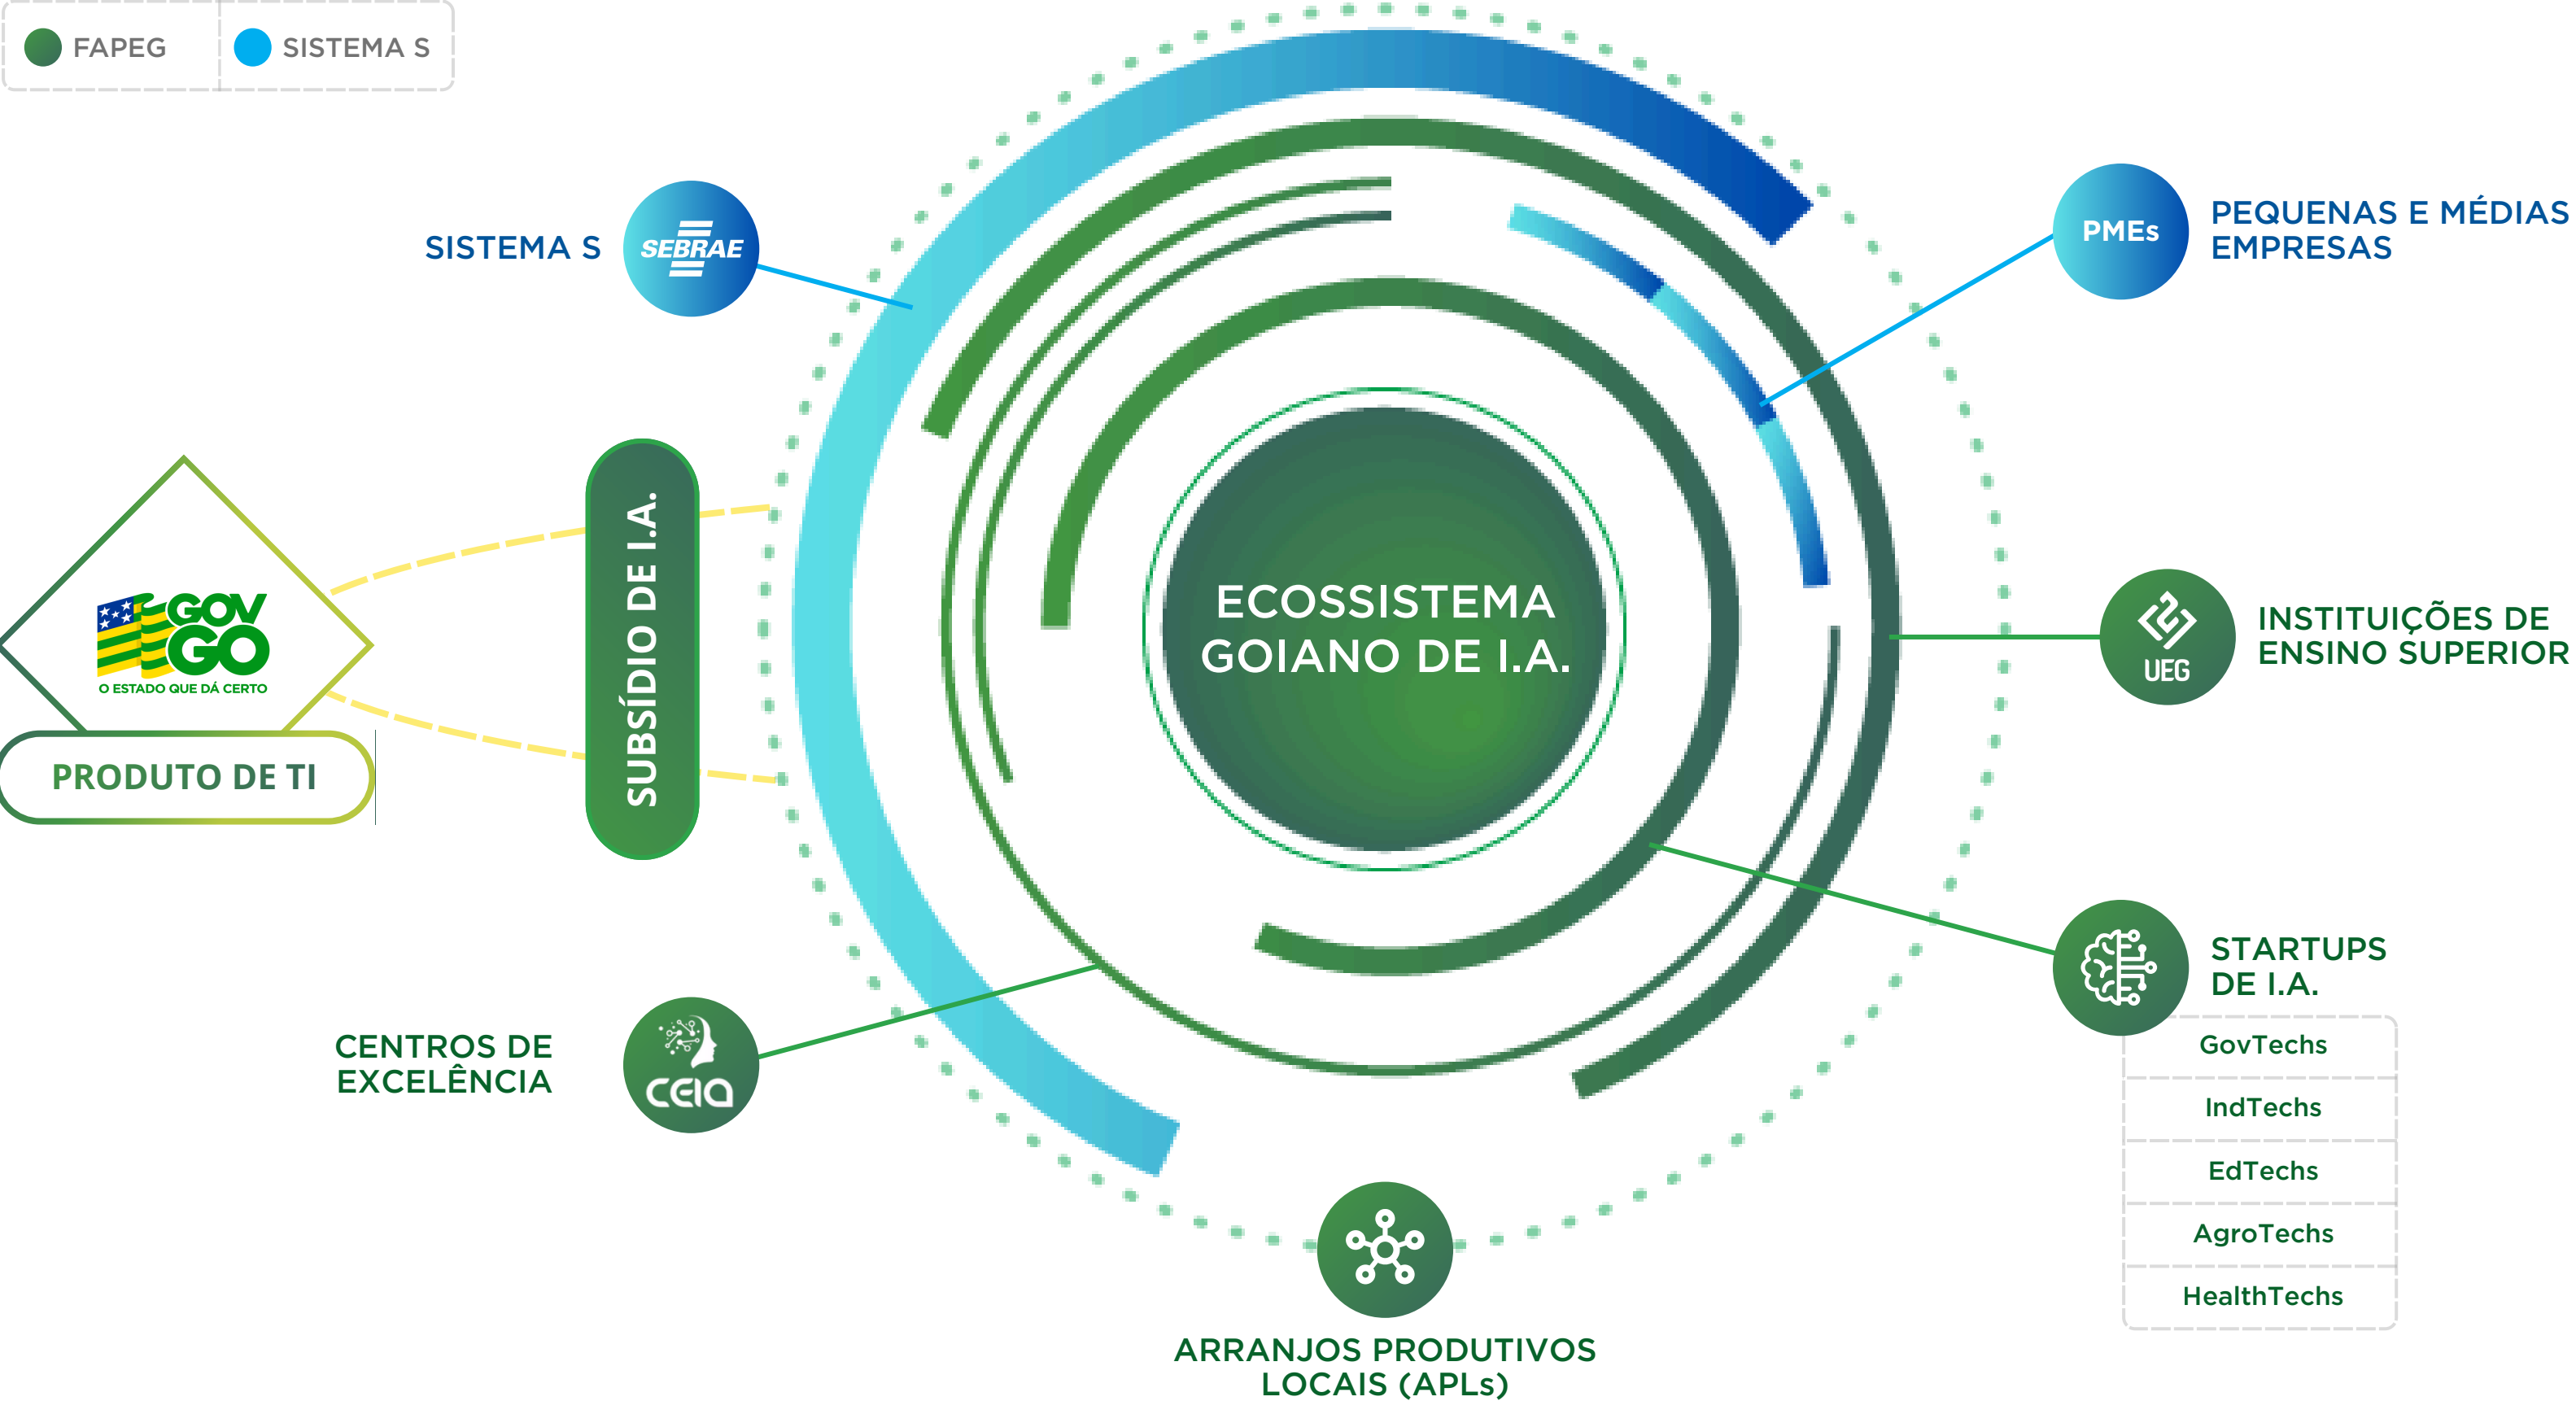 FAPEG
SISTEMA S
SISTEMA S
SEBRAE
PMEs
PEQUENAS E MÉDIAS
EMPRESAS
GOV
GO
O ESTADO QUE DÁ CERTO
PRODUTO DE TI
SUBSÍDIO DE I.A.
ECOSSISTEMA
GOIANO DE I.A.
UEG
INSTITUIÇÕES DE
ENSINO SUPERIOR
CENTROS DE
EXCELÊNCIA
CEIA
STARTUPS
DE I.A.
GovTechs
IndTechs
EdTechs
AgroTechs
HealthTechs
ARRANJOS PRODUTIVOS
LOCAIS (APLs)